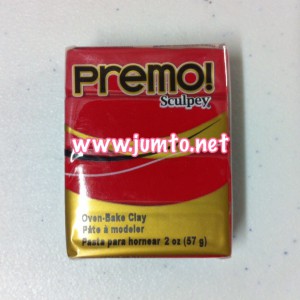 premo!
Sculpey
www.jumto.net
Oven-Bake Clay
Pâte à modeler
Pasta para hornear 2 oz (57 g)